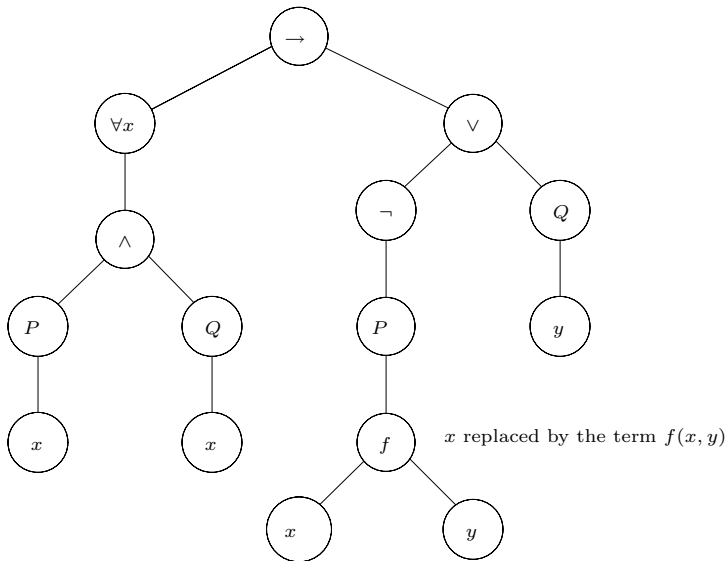 →
∀x ∨
¬ Q
∧
P Q P y
x x f x replaced by the term f(x, y)
x y